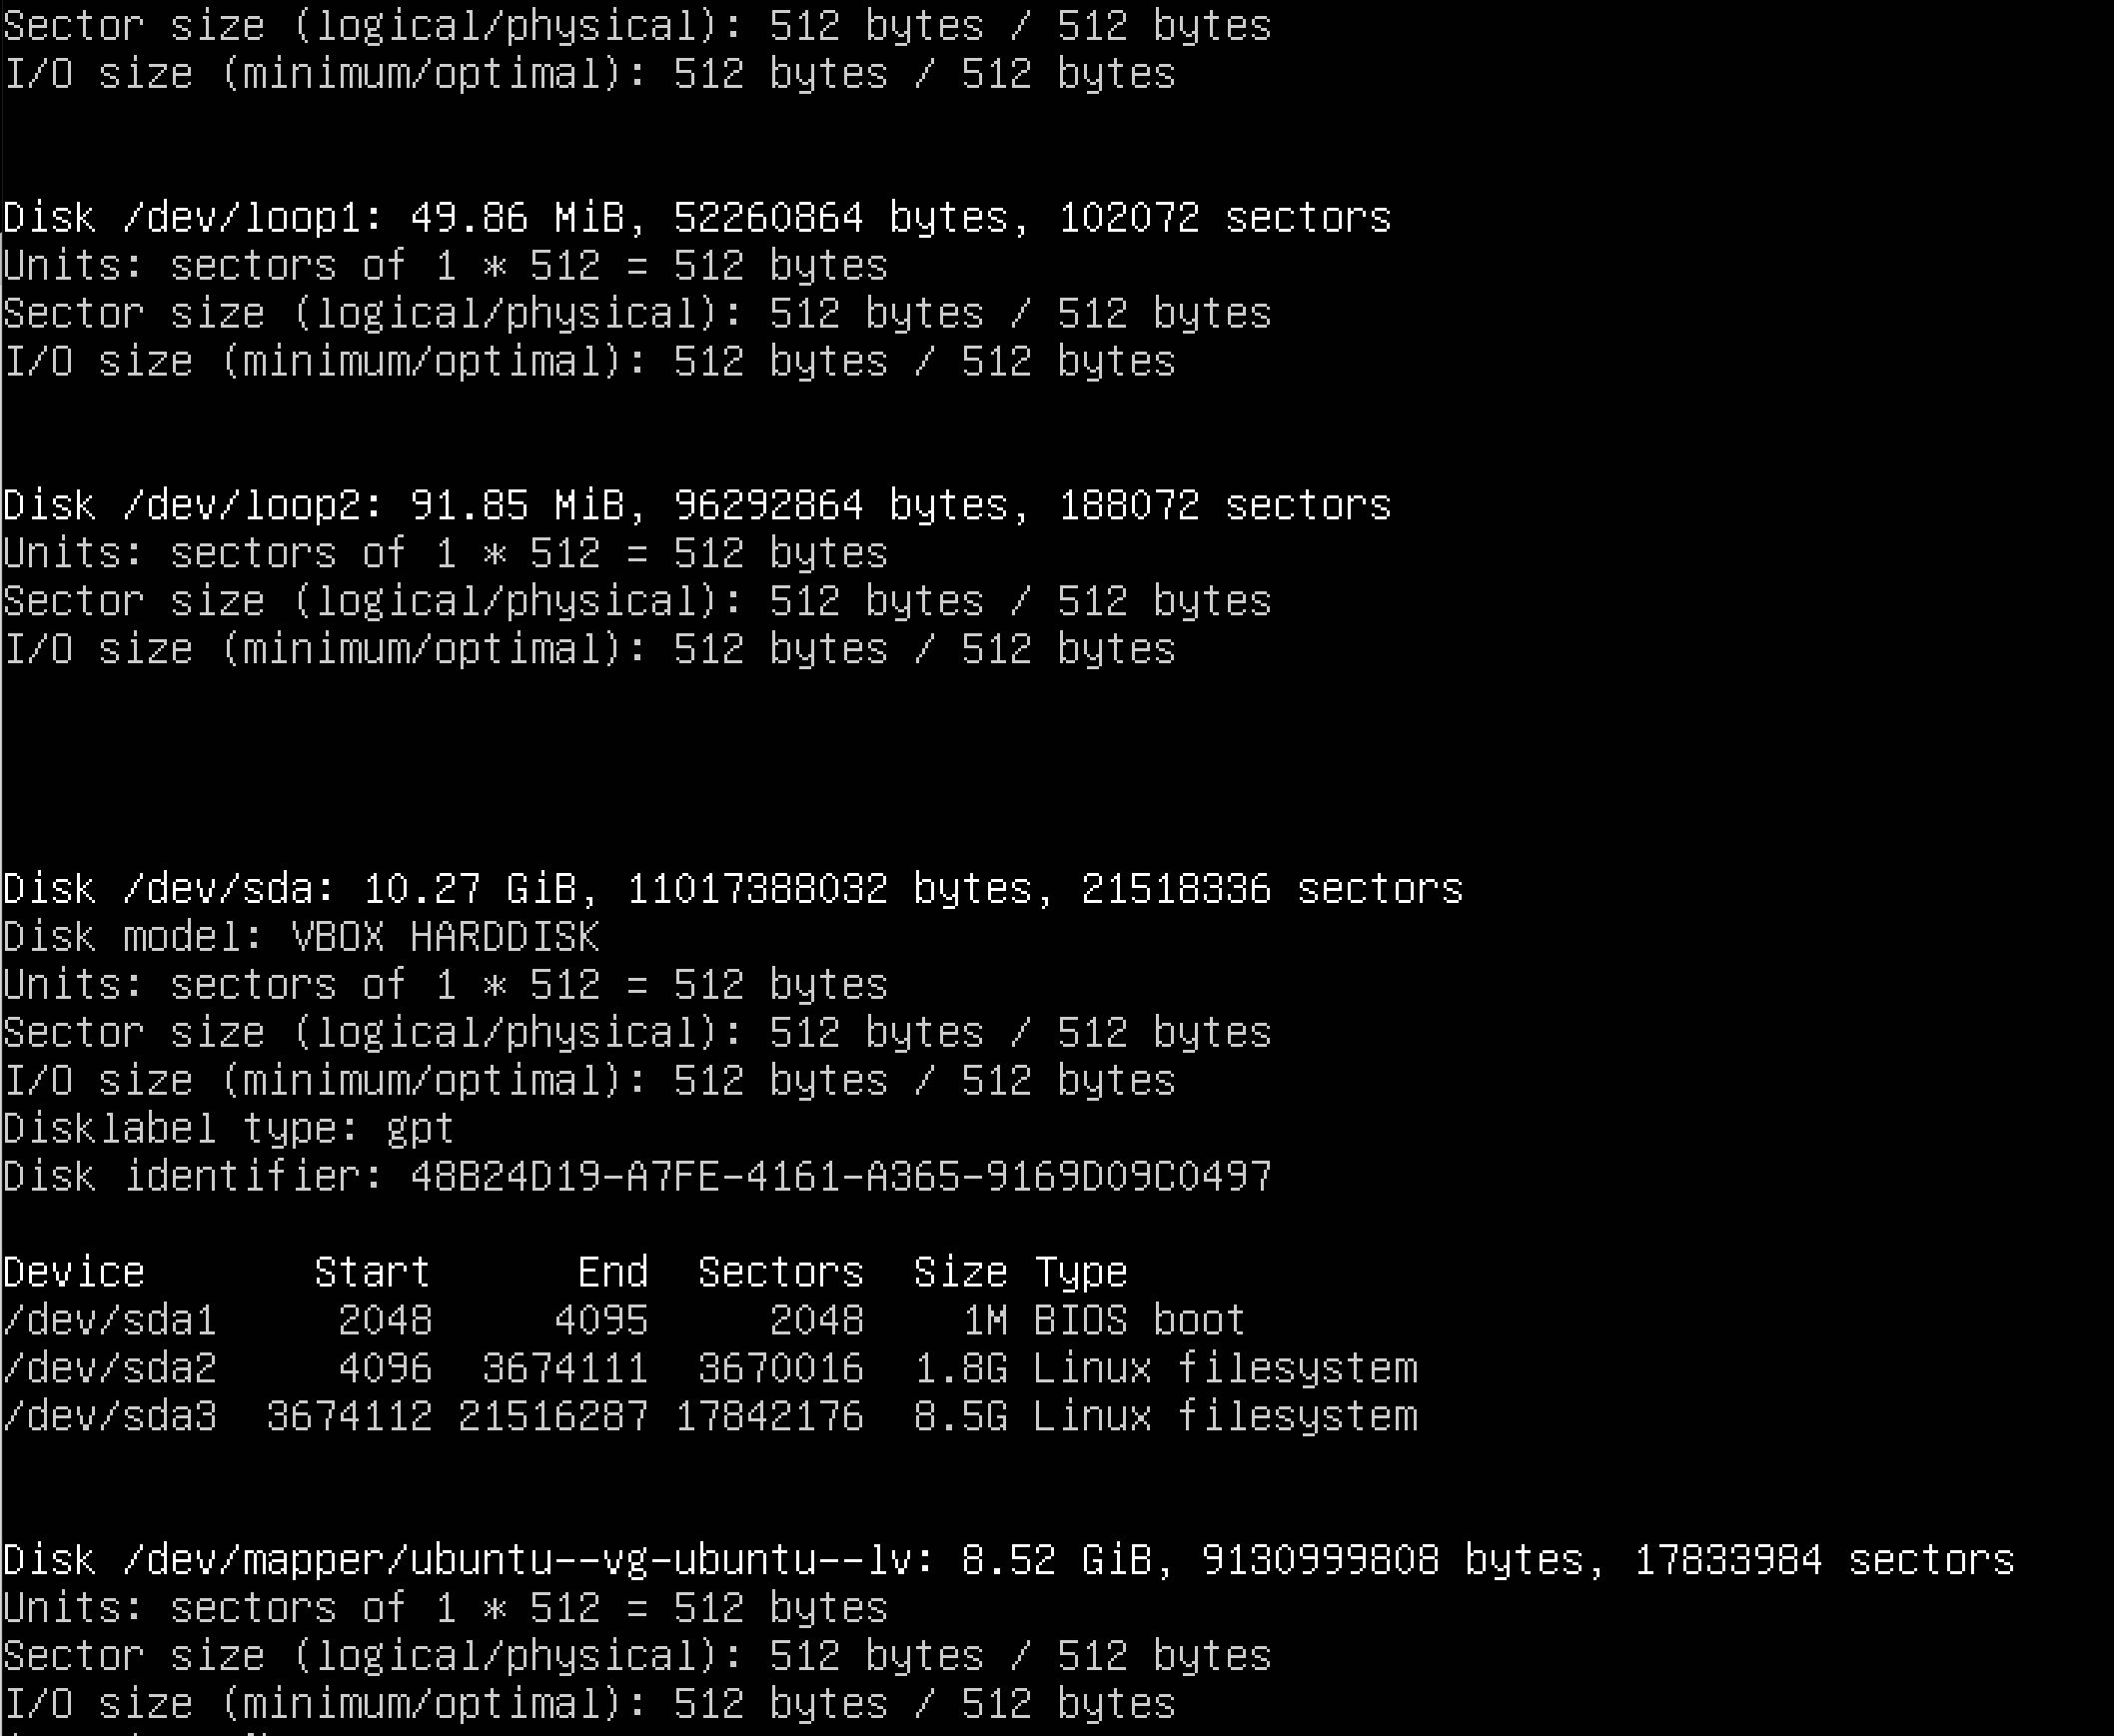 Sector size (logical/physical): 512 bytes / 512 bytes
I/O size (minimum/optimal): 512 bytes / 512 bytes
Disk /dev/loop1: 49.86 MiB, 52260864 bytes, 102072 sectors
Units: sectors of 1 * 512 = 512 bytes
Sector size (logical/physical): 512 bytes / 512 bytes
I/O size (minimum/optimal): 512 bytes / 512 bytes
Disk /dev/loop2: 91.85 MiB, 96292864 bytes, 188072 sectors
Units: sectors of 1 * 512 = 512 bytes
Sector size (logical/physical): 512 bytes / 512 bytes
I/O size (minimum/optimal): 512 bytes / 512 bytes
Disk /dev/sda: 10.27 GiB, 11017388032 bytes, 21518336 sectors
Disk model: VBOX HARDDISK
Units: sectors of 1 * 512 = 512 bytes
Sector size (logical/physical): 512 bytes / 512 bytes
I/O size (minimum/optimal): 512 bytes / 512 bytes
Disklabel type: gpt
Disk identifier: 48B24D19-A7FE-4161-A365-9169D09C0497
Device Start End Sectors Size Type
/dev/sda1 2048 4095 2048 1M BIOS boot
/dev/sda2 4096 3674111 3670016 1.8G Linux filesystem
/dev/sda3 3674112 21516287 17842176 8.5G Linux filesystem
Disk /dev/mapper/ubuntu--vg-ubuntu--lv: 8.52 GiB, 9130999808 bytes, 17833984 sectors
Units: sectors of 1 * 512 = 512 bytes
Sector size (logical/physical): 512 bytes / 512 bytes
I/O size (minimum/optimal): 512 bytes / 512 bytes